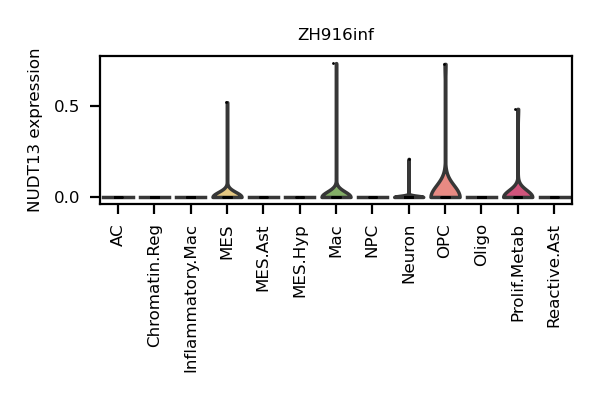 ZH916inf
NUDT13 expression
0.5
0.0
AC
Chromatin.Reg
Inflammatory.Mac
MES
MES.Ast
MES.Hyp
Mac
NPC
Neuron
OPC
Oligo
Prolif.Metab
Reactive.Ast